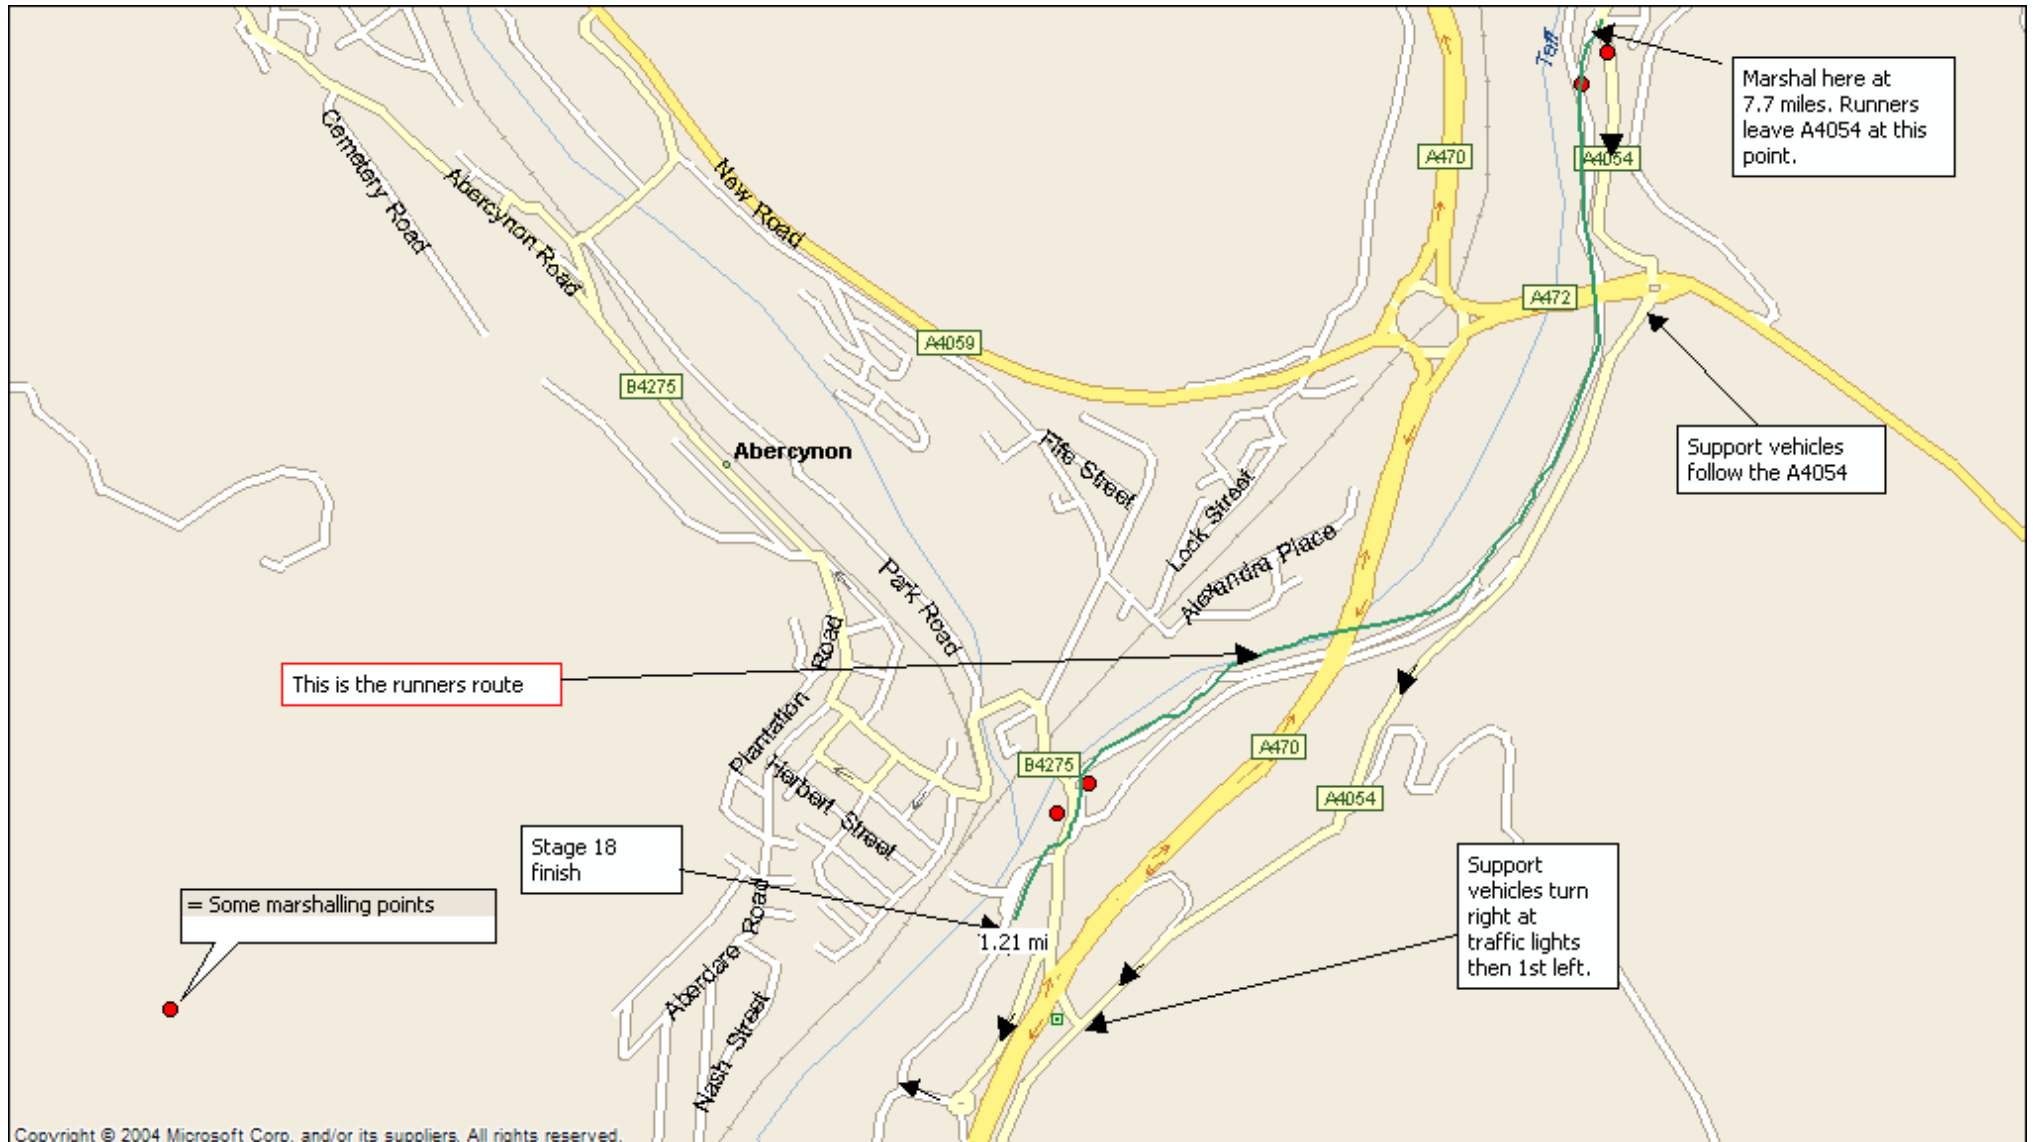 Taff
Marshal here at
7.7 miles. Runners
leave A4054 at this
point.
A470
A4054
Cemetery Road
Abercynon Road
New Road
A472
A4059
B4275
Abercynon
Fife Street
Lock Street
Alexandra Place
Support vehicles
follow the A4054
Park Road
This is the runners route
Plantation Road
Herbert Street
B4275
A470
A4054
Stage 18
finish
Support
vehicles turn
right at
traffic lights
then 1st left.
= Some marshalling points
1.21 mi
Aberdare Road
Nash Street
Copyright © 2004 Microsoft Corp. and/or its suppliers. All rights reserved.